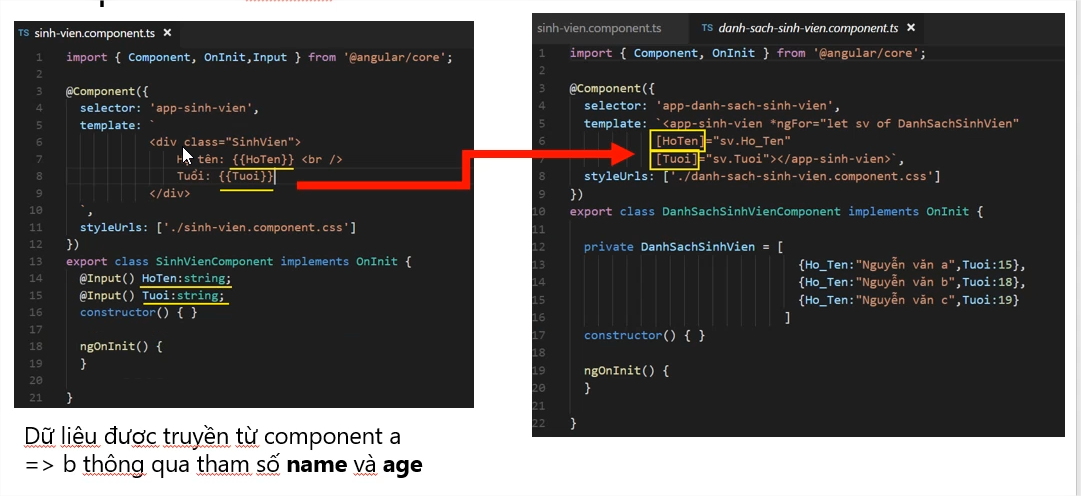 sinh-vien.component.ts ×
1 import { Component, OnInit,Input } from '@angular/core';
2
3 @Component({
4 selector: 'app-sinh-vien',
5 template: `
6 <div class="SinhVien">
7 Họ tên: {{HoTen}} <br />
8 Tuổi: {{Tuoi}}
9 </div>
10 `,
11 styleUrls: ['./sinh-vien.component.css']
12 })
13 export class SinhVienComponent implements OnInit {
14 @Input() HoTen:string;
15 @Input() Tuoi:string;
16 constructor() { }
17
18 ngOnInit() {
19 }
20
21 }
sinh-vien.component.ts TS danh-sach-sinh-vien.component.ts ×
1 import { Component, OnInit } from '@angular/core';
2
3 @Component({
4 selector: 'app-danh-sach-sinh-vien',
5 template: `<app-sinh-vien *ngFor="let sv of DanhSachSinhVien"
6 [HoTen]="sv.Ho_Ten"
7 [Tuoi]="sv.Tuoi"></app-sinh-vien>`,
8 styleUrls: ['./danh-sach-sinh-vien.component.css']
9 })
10 export class DanhSachSinhVienComponent implements OnInit {
11
12 private DanhSachSinhVien = [
13 {Ho_Ten:"Nguyễn văn a",Tuoi:15},
14 {Ho_Ten:"Nguyễn văn b",Tuoi:18},
15 {Ho_Ten:"Nguyễn văn c",Tuoi:19}
16 ]
17 constructor() { }
18
19 ngOnInit() {
20 }
21
22 }
Dữ liệu được truyền từ component a
=> b thông qua tham số name và age